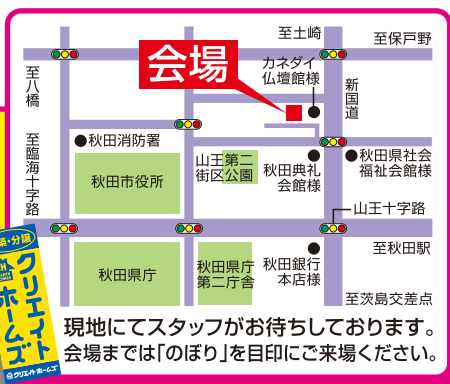 至土崎
至保戸野
会場
カネダイ
仏壇館様
新国道
至八橋
秋田消防署
至臨海十字路
秋田市役所
山王
街区
第二
公園
秋田典礼
会館様
秋田県社会
福祉会館様
山王十字路
至秋田駅
秋田県庁
秋田県庁
第二庁舎
秋田銀行
本店様
至茨島交差点
分譲
クリエイト
ホームズ
クリエイトホームズ
現地にてスタッフがお待ちしております。
会場までは「のぼり」を目印にご来場ください。